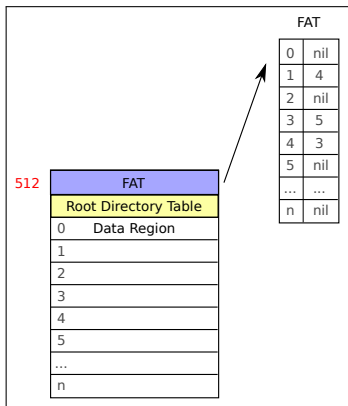 FAT
0 nil
1 4
2 nil
3 5
4 3
5 nil
... ...
n nil
512 FAT
Root Directory Table
0 Data Region
1
2
3
4
5
...
n